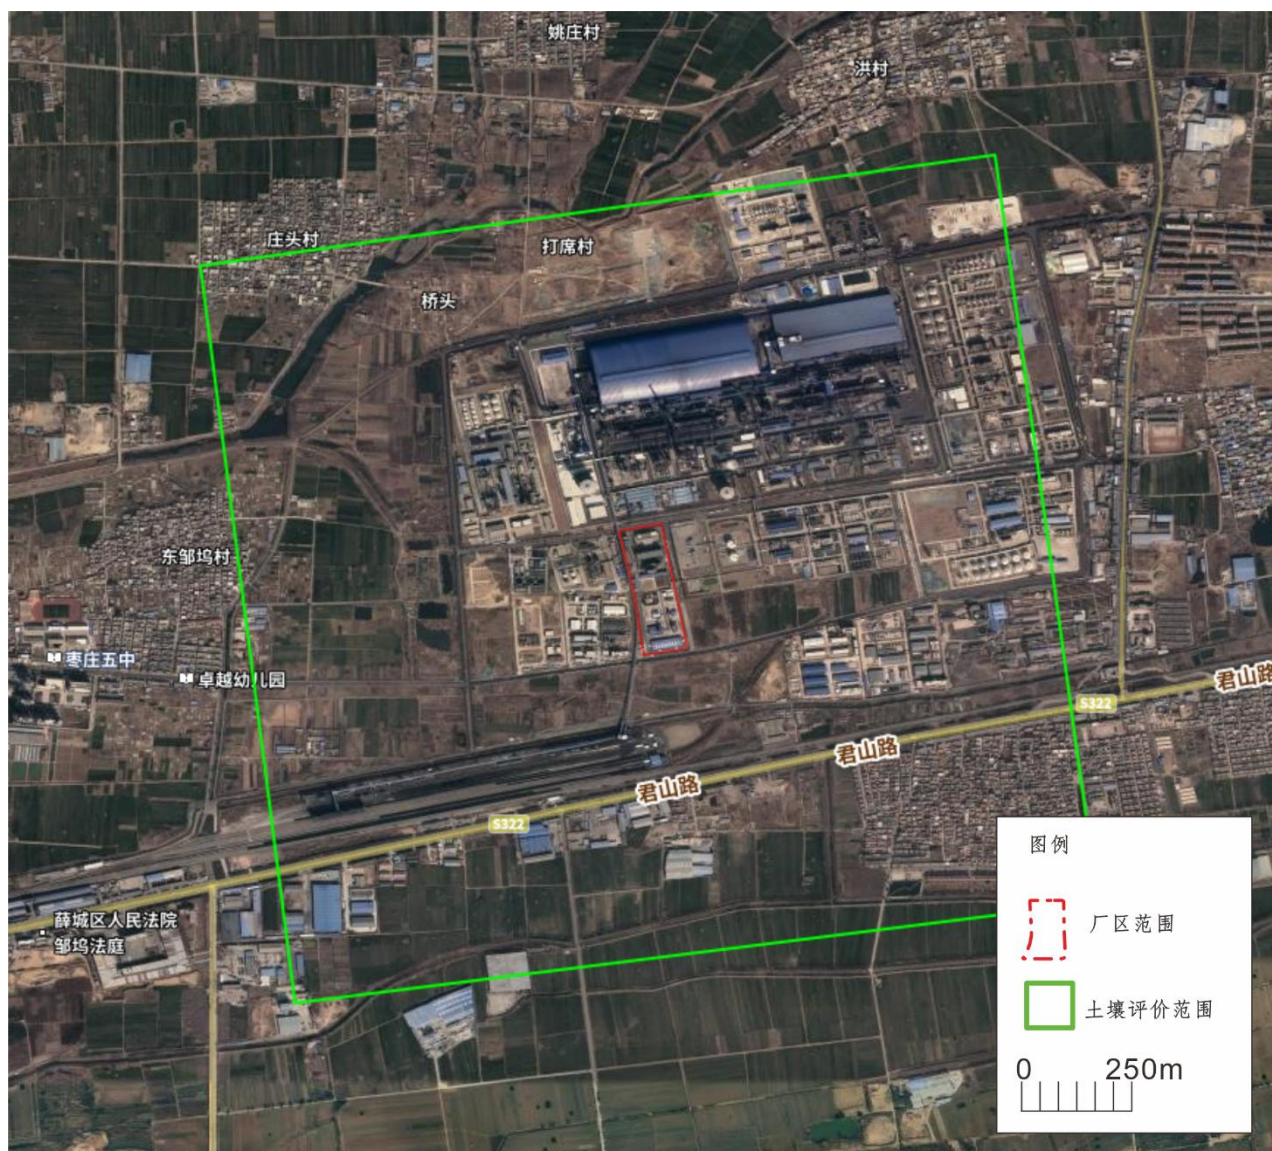 姚庄村
洪村
庄头村
打席村
桥头
东邹坞村
枣庄五中
卓越幼儿园
君山路
S322
君山路
君山路
S322
薛城区人民法院
邹坞法庭
图例
厂区范围
土壤评价范围
0 250m